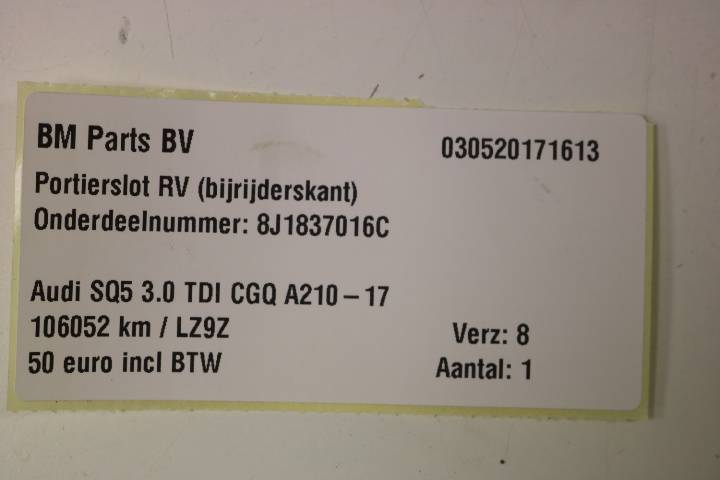 BM Parts BV 030520171613
Portierslot RV (bijrijderskant)
Onderdeelnummer: 8J1837016C
Audi SQ5 3.0 TDI CGQ A210 – 17
106052 km / LZ9Z Verz: 8
50 euro incl BTW Aantal: 1